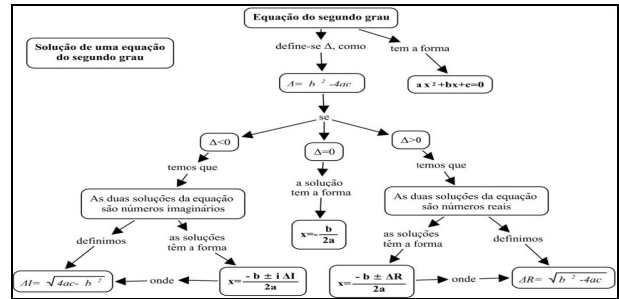 Equação do segundo grau
Solução de uma equação
do segundo grau
define-se Δ, como
tem a forma
Δ= b ² -4ac
a x ²+bx+c=0
se
Δ<0
Δ=0
Δ>0
temos que
a solução
tem a forma
temos que
As duas soluções da equação
são números imaginários
As duas soluções da equação
são números reais
x=- b
2a
definimos
as soluções
têm a forma
as soluções
têm a forma
definimos
ΔI= √4ac- b ²
onde
x= - b ± i ΔI
2a
x= - b ± ΔR
2a
onde
ΔR= √b ² -4ac